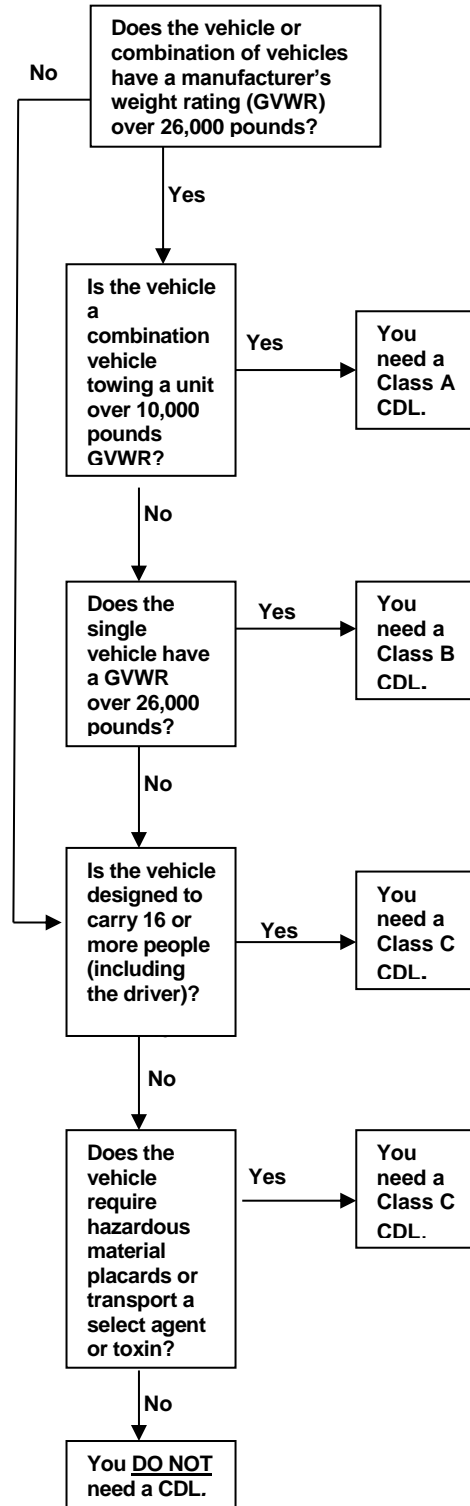 Does the vehicle or
combination of vehicles
have a manufacturer's
weight rating (GVWR)
over 26,000 pounds?
No
Yes
Is the vehicle
a
combination
vehicle
towing a unit
over 10,000
pounds
GVWR?
Yes
You
need a
Class A
CDL.
No
Does the
single
vehicle have
a GVWR
over 26,000
pounds?
Yes
You
need a
Class B
CDL.
No
Is the vehicle
designed to
carry 16 or
more people
(including
the driver)?
Yes
You
need a
Class C
CDL.
No
Does the
vehicle
require
hazardous
material
placards or
transport a
select agent
or toxin?
Yes
You
need a
Class C
CDL.
No
You DO NOT
need a CDL.